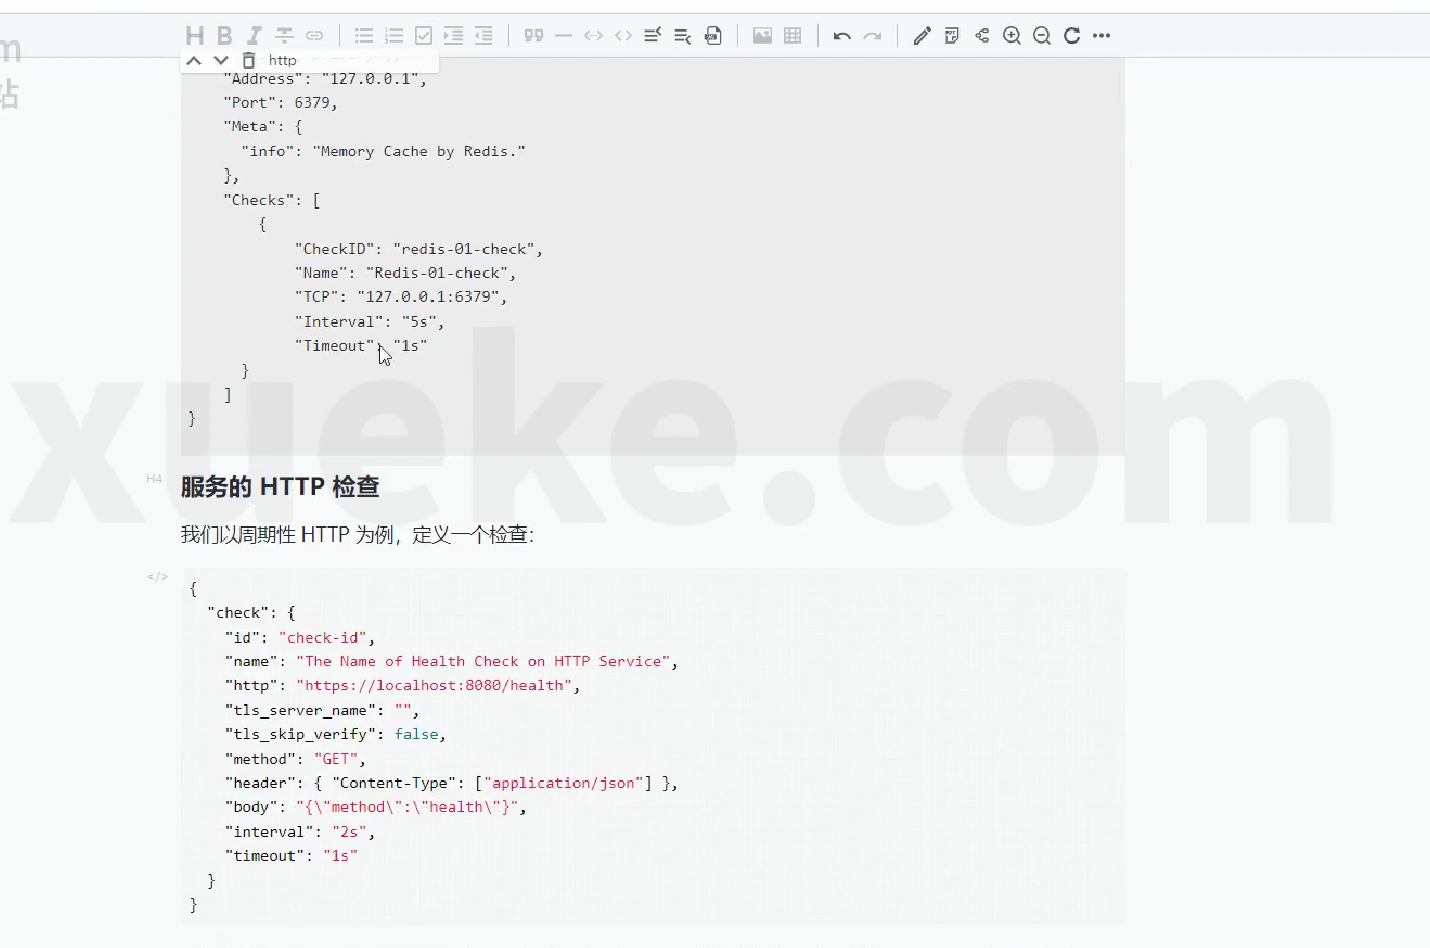 m
站
http
"Address": "127.0.0.1",
"Port": 6379,
"Meta": {
"info": "Memory Cache by Redis."
},
"Checks": [
{
"CheckID": "redis-01-check",
"Name": "Redis-01-check",
"TCP": "127.0.0.1:6379",
"Interval": "5s",
"Timeout": "1s"
}
]
}
xueke.com
H4
服务的 HTTP 检查
我们以周期性 HTTP 为例，定义一个检查：
</>
{
"check": {
"id": "check-id",
"name": "The Name of Health Check on HTTP Service",
"http": "https://localhost:8080/health",
"tls_server_name": "",
"tls_skip_verify": false,
"method": "GET",
"header": { "Content-Type": ["application/json"] },
"body": "{\"method\":\"health\"}",
"interval": "2s",
"timeout": "1s"
}
}